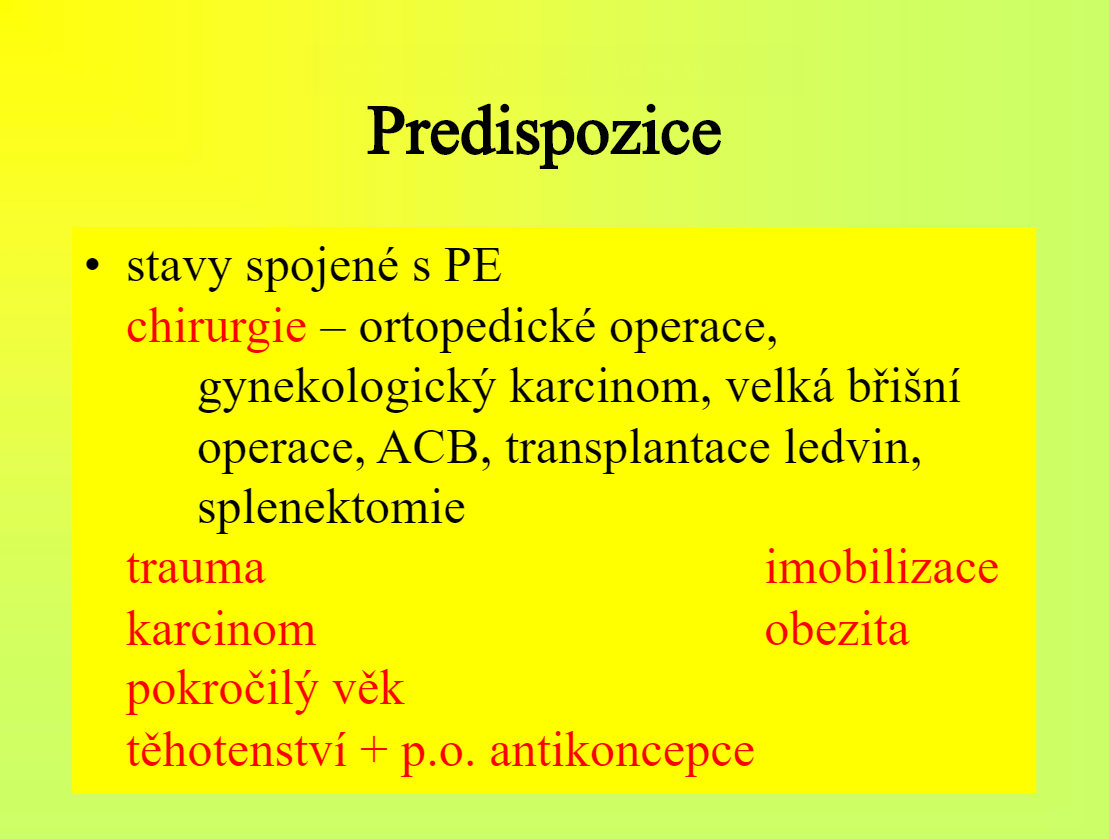 Predispozice
• stavy spojené s PE
chirurgie – ortopedické operace,
gynekologický karcinom, velká břišní
operace, ACB, transplantace ledvin,
splenektomie
trauma imobilizace
karcinom obezita
pokročilý věk
těhotenství + p.o. antikoncepce